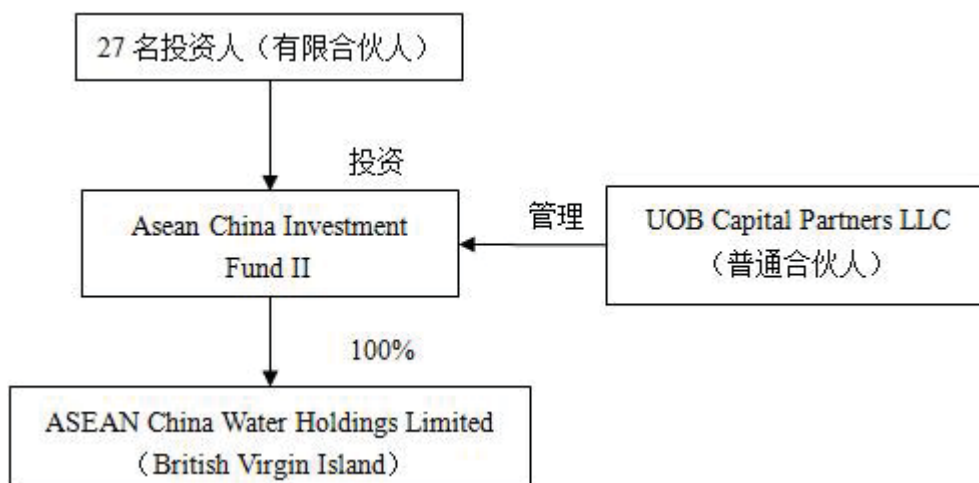 27 名投资人（有限合伙人）
投资
Asean China Investment
Fund II
管理
UOB Capital Partners LLC
（普通合伙人）
100%
ASEAN China Water Holdings Limited
（British Virgin Island）